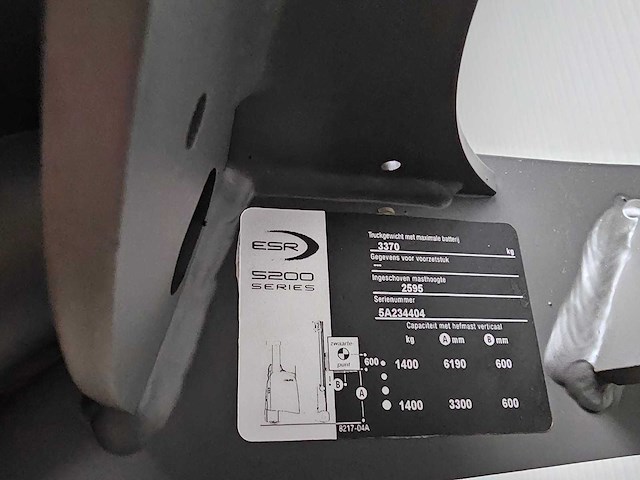 ESR
5200
SERIES
Truckgewicht met maximale batterij
3370 kg
Gegevens voor voorzetstuk
---
Ingeschoven masthoogte
2595
Serienummer
5A234404
Capaciteit met hefmast verticaal
kg A mm B mm
1400 6190 600
1400 3300 600
zwaarte
punt
600
B
A
8217-04A